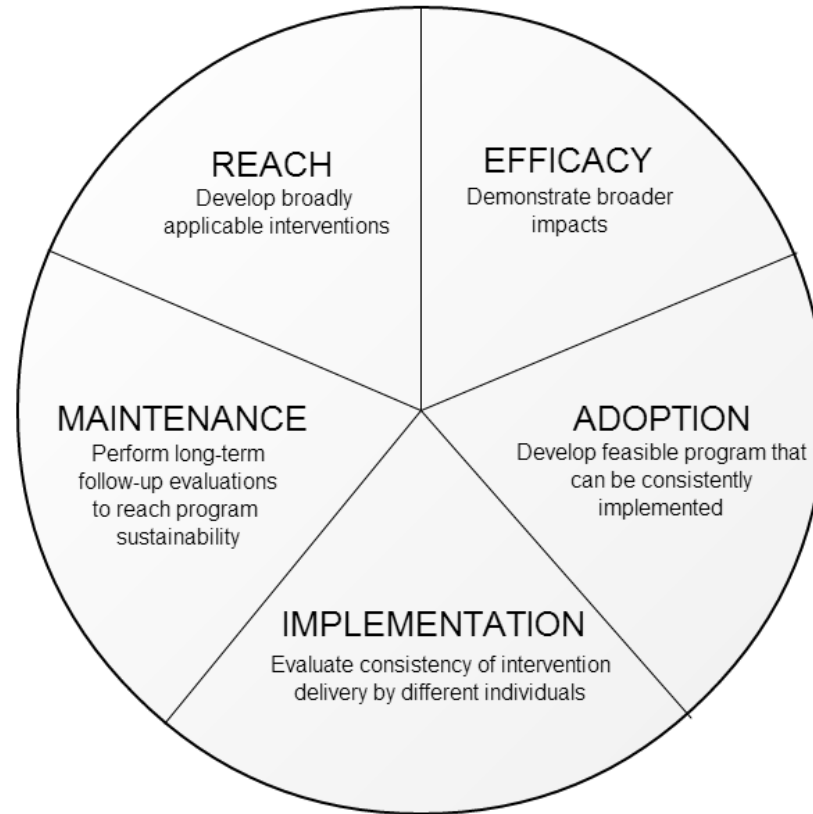 REACH
Develop broadly
applicable interventions
EFFICACY
Demonstrate broader
impacts
ADOPTION
Develop feasible program that
can be consistently
implemented
IMPLEMENTATION
Evaluate consistency of intervention
delivery by different individuals
MAINTENANCE
Perform long-term
follow-up evaluations
to reach program
sustainability